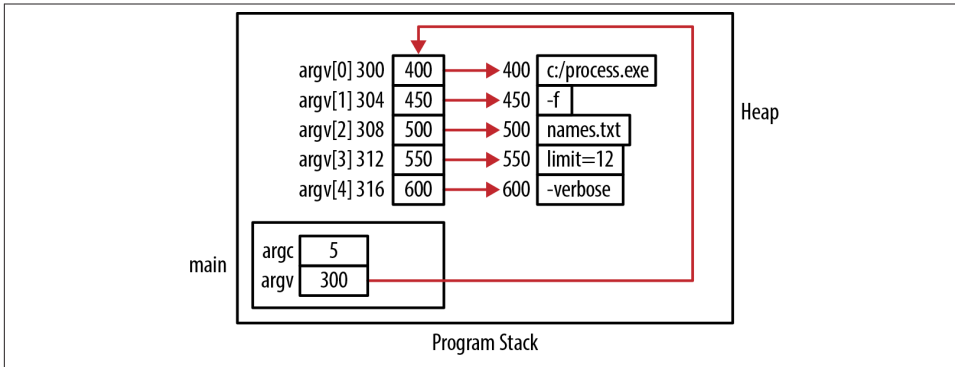 argv[0] 300 400 400 c:/process.exe
argv[1] 304 450 450 -f
Heap
argv[2] 308 500 500 names.txt
argv[3] 312 550 550 limit=12
argv[4] 316 600 600 -verbose
argc 5
main
argv 300
Program Stack